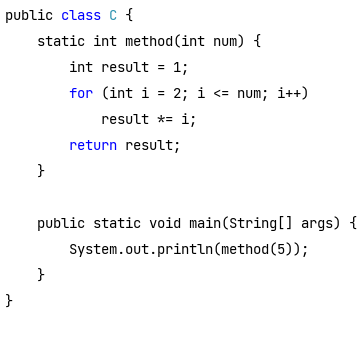 public class C {
    static int method(int num) {
        int result = 1;
        for (int i = 2; i <= num; i++)
            result *= i;
        return result;
    }

    public static void main(String[] args) {
        System.out.println(method(5));
    }
}